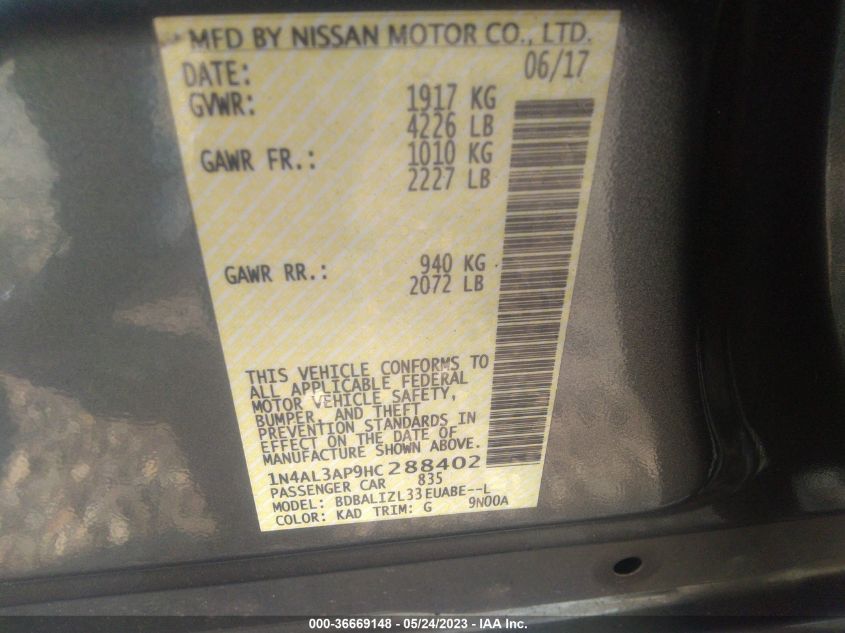 MFD BY NISSAN MOTOR CO., LTD.
DATE: 06/17
GVWR: 1917 KG
4226 LB
GAWR FR.: 1010 KG
2227 LB
GAWR RR.: 940 KG
2072 LB
THIS VEHICLE CONFORMS TO
ALL APPLICABLE FEDERAL
MOTOR VEHICLE SAFETY,
BUMPER, AND THEFT
PREVENTION STANDARDS IN
EFFECT ON THE DATE OF
MANUFACTURE SHOWN ABOVE.
1N4AL3AP9HC288402
PASSENGER CAR 835
MODEL: BDBALIZL33EUABE--L
COLOR: KAD TRIM: G 9N00A
000-36669148 - 05/24/2023 - IAA Inc.